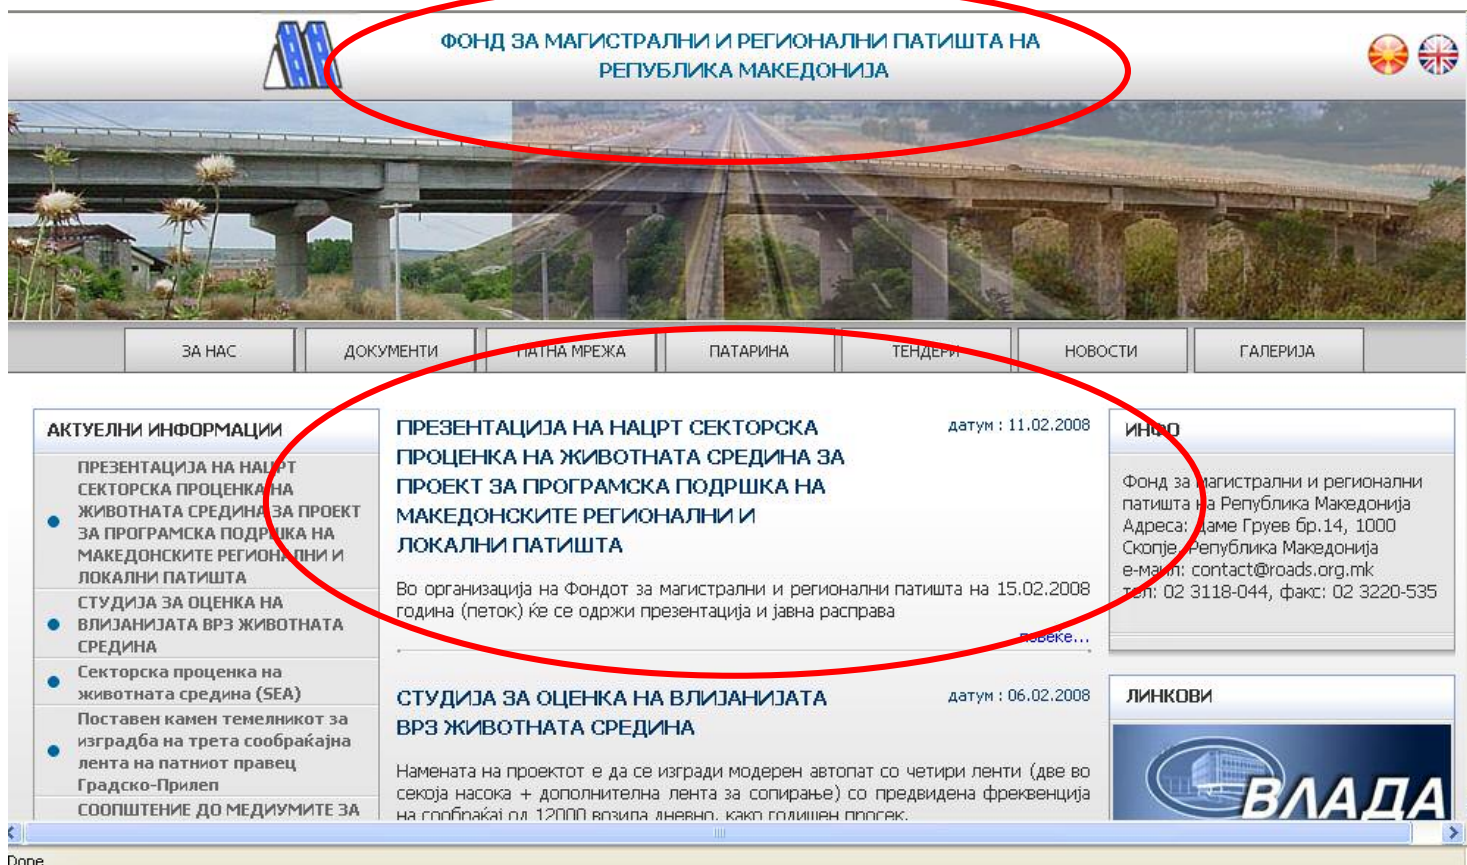 ФОНД ЗА МАГИСТРАЛНИ И РЕГИОНАЛНИ ПАТИШТА НА
РЕПУБЛИКА МАКЕДОНИЈА
ЗА НАС
ДОКУМЕНТИ
ПАТНА МРЕЖА
ПАТАРИНА
ТЕНДЕРИ
НОВОСТИ
ГАЛЕРИЈА
АКТУЕЛНИ ИНФОРМАЦИИ
ПРЕЗЕНТАЦИЈА НА НАЦРТ
СЕКТОРСКА ПРОЦЕНКА НА
ЖИВОТНАТА СРЕДИНА ЗА ПРОЕКТ
ЗА ПРОГРАМСКА ПОДРШКА НА
МАКЕДОНСКИТЕ РЕГИОНАЛНИ И
ЛОКАЛНИ ПАТИШТА
СТУДИЈА ЗА ОЦЕНКА НА
ВЛИЈАНИЈАТА ВРЗ ЖИВОТНАТА
СРЕДИНА
Секторска проценка на
животната средина (SEA)
Поставен камен темелникот за
изградба на трета сообраќајна
лента на патниот правец
Градско-Прилеп
СООПШТЕНИЕ ДО МЕДИУМИТЕ ЗА
ПРЕЗЕНТАЦИЈА НА НАЦРТ СЕКТОРСКА
ПРОЦЕНКА НА ЖИВОТНАТА СРЕДИНА ЗА
ПРОЕКТ ЗА ПРОГРАМСКА ПОДРШКА НА
МАКЕДОНСКИТЕ РЕГИОНАЛНИ И
ЛОКАЛНИ ПАТИШТА
датум : 11.02.2008
Во организација на Фондот за магистрални и регионални патишта на 15.02.2008
година (петок) ќе се одржи презентација и јавна расправа
повеќе...
СТУДИЈА ЗА ОЦЕНКА НА ВЛИЈАНИЈАТА
ВРЗ ЖИВОТНАТА СРЕДИНА
датум : 06.02.2008
Намената на проектот е да се изгради модерен автопат со четири ленти (две во
секоја насока + дополнителна лента за сопирање) со предвидена фреквенција
на сообраќај од 12000 возила дневно, како годишен просек.
ИНФО
Фонд за магистрални и регионални
патишта на Република Македонија
Адреса: Даме Груев бр.14, 1000
Скопје, Република Македонија
е-маил: contact@roads.org.mk
тел: 02 3118-044, факс: 02 3220-535
ЛИНКОВИ
ВЛАДА
Done